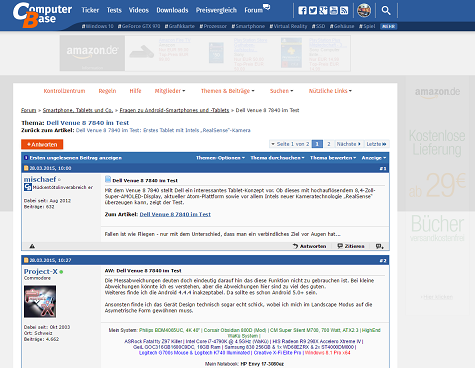 Computer Base
Ticker Tests Videos Downloads Preisvergleich Forum
#Windows 10 #GeForce GTX 970 #Grafikkarte #Prozessor #Smartphone #Virtual Reality #SSD #Gehäuse #Spiel MEHR
amazon.de
amazon.de
Kostenlose
Lieferung
ab 29€
Bücher
Kontrollzentrum Regeln Hilfe Mitglieder Themen & Beiträge Suchen Nützliche Links
Forum > Smartphone, Tablets und Co. > Fragen zu Android-Smartphones und -Tablets > Dell Venue 8 7840 im Test
Thema: Dell Venue 8 7840 im Test
Zurück zum Artikel: Dell Venue 8 7840 im Test: Erstes Tablet mit Intels „RealSense“-Kamera
+ Antworten
Seite 1 von 2 1 2 Nächste Letzte
Ersten ungelesenen Beitrag anzeigen Themen-Optionen Thema durchsuchen Thema bewerten Anzeige
28.03.2015, 10:00 #1
mischaef
Modkontoinhaberverich er
Dabei seit: Aug 2012
Beiträge: 632
Dell Venue 8 7840 im Test
Mit dem Venue 8 7840 stellt Dell ein interessantes Tablet-Konzept vor. Ob dieses mit hochauflösendem 8,4-Zoll-
Super-AMOLED-Display, aktueller Atom-Plattform sowie vor allem Intels neuer Kameratechnologie „RealSense“
überzeugen kann, zeigt der Test.
Zum Artikel: Dell Venue 8 7840 im Test
Fallen ist wie fliegen - nur mit dem Unterschied, dass man ein verbindliches Ziel vor Augen hat...
Antworten Zitieren
28.03.2015, 10:27 #2
Project-X
Commodore
Dabei seit: Okt 2003
Ort: Schweiz
Beiträge: 4.662
AW: Dell Venue 8 7840 im Test
Die Messabweichungen deuten doch eindeutig darauf hin das diese Funktion nicht zu gebrauchen ist. Bei kleine
Abweichungen könnte ich es verstehen, aber die Abweichungen hier sind zu viel des guten.
Weiteres finde ich die Android 4.4.4 inakzeptabel. Da sollte es schon Android 5.0+ sein.
Ansonsten finde ich das Gerät Design technisch sogar echt schick, wobei ich mich im Landscape Modus auf die
Asymetrische Form gewöhnen muss.
Mein System: Philips BDM4065UC, 4K 40" | Corsair Obsidian 800D (Mod) | CM Super Silent M700, 700 Watt, ATX2.3 | HighEnd
Wakü System |
ASRock Fatal1ty Z97 Killer | Intel Core i7-4790K @ 4.5GHz (WaKü) | HIS Radeon R9 290X Accelero Xtreme IV |
GeIL GOC316GB1600C9DC, 16GB Ram | Samsung 830 256GB & 1x WD60EZRX & 2x ST4000DM000 |
Logitech G700s Mouse & Logitech K740 Illuminated | Creative X-Fi Elite Pro | Windows 8.1 Pro x64
Mein Notebook: HP Envy 17-3090ez